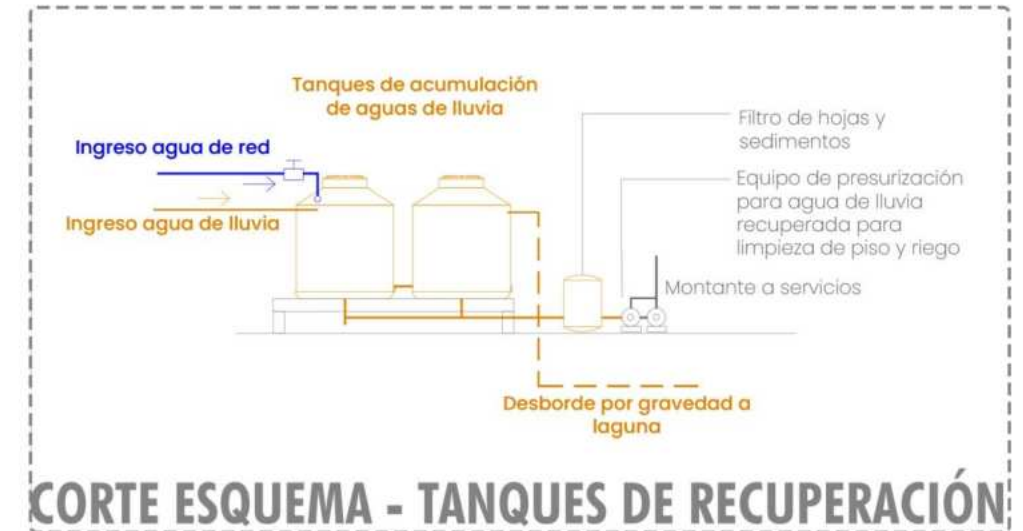 Tanques de acumulación
de aguas de lluvia
Ingreso agua de red
Ingreso agua de lluvia
Filtro de hojas y
sedimentos
Equipo de presurización
para agua de lluvia
recuperada para
limpieza de piso y riego
Montante a servicios
Desborde por gravedad a
laguna
CORTE ESQUEMA - TANQUES DE RECUPERACIÓN